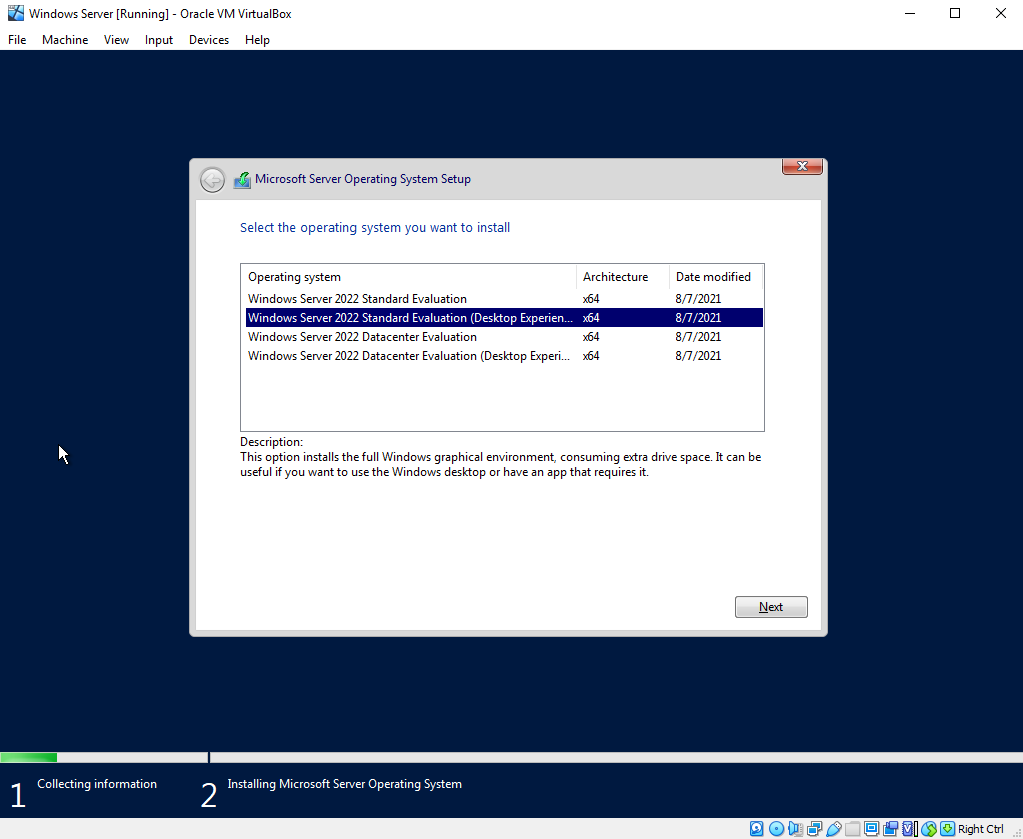 Windows Server [Running] - Oracle VM VirtualBox
File Machine View Input Devices Help
Microsoft Server Operating System Setup
Select the operating system you want to install
Operating system Architecture Date modified
Windows Server 2022 Standard Evaluation x64 8/7/2021
Windows Server 2022 Standard Evaluation (Desktop Experien... x64 8/7/2021
Windows Server 2022 Datacenter Evaluation x64 8/7/2021
Windows Server 2022 Datacenter Evaluation (Desktop Experi... x64 8/7/2021
Description:
This option installs the full Windows graphical environment, consuming extra drive space. It can be
useful if you want to use the Windows desktop or have an app that requires it.
Next
1 Collecting information 2 Installing Microsoft Server Operating System
Right Ctrl